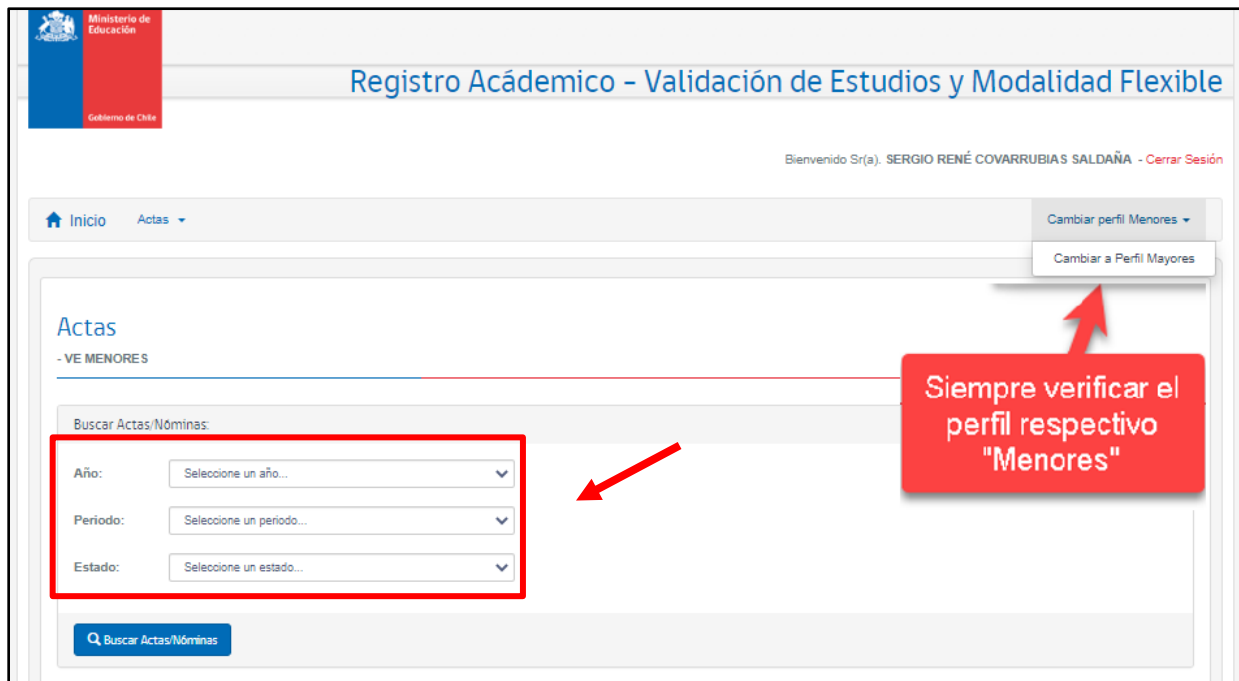 Ministerio de
Educación
Gobierno de Chile
Registro Acádemico - Validación de Estudios y Modalidad Flexible
Bienvenido Sr(a). SERGIO RENÉ COVARRUBIAS SALDAÑA - Cerrar Sesión
Inicio Actas Cambiar perfil Menores
Cambiar a Perfil Mayores
Actas
- VE MENORES
Siempre verificar el
perfil respectivo
"Menores"
Buscar Actas/Nóminas:
Año: Seleccione un año...
Periodo: Seleccione un periodo...
Estado: Seleccione un estado...
Buscar Actas/Nóminas